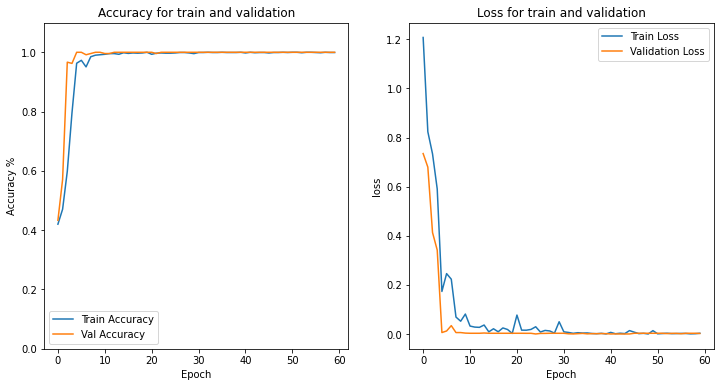 Accuracy for train and validation
1.0
0.8
0.6
0.4
0.2
0.0
Accuracy %
Train Accuracy
Val Accuracy
0 10 20 30 40 50 60
Epoch
Loss for train and validation
1.2
1.0
0.8
0.6
0.4
0.2
0.0
loss
Train Loss
Validation Loss
0 10 20 30 40 50 60
Epoch